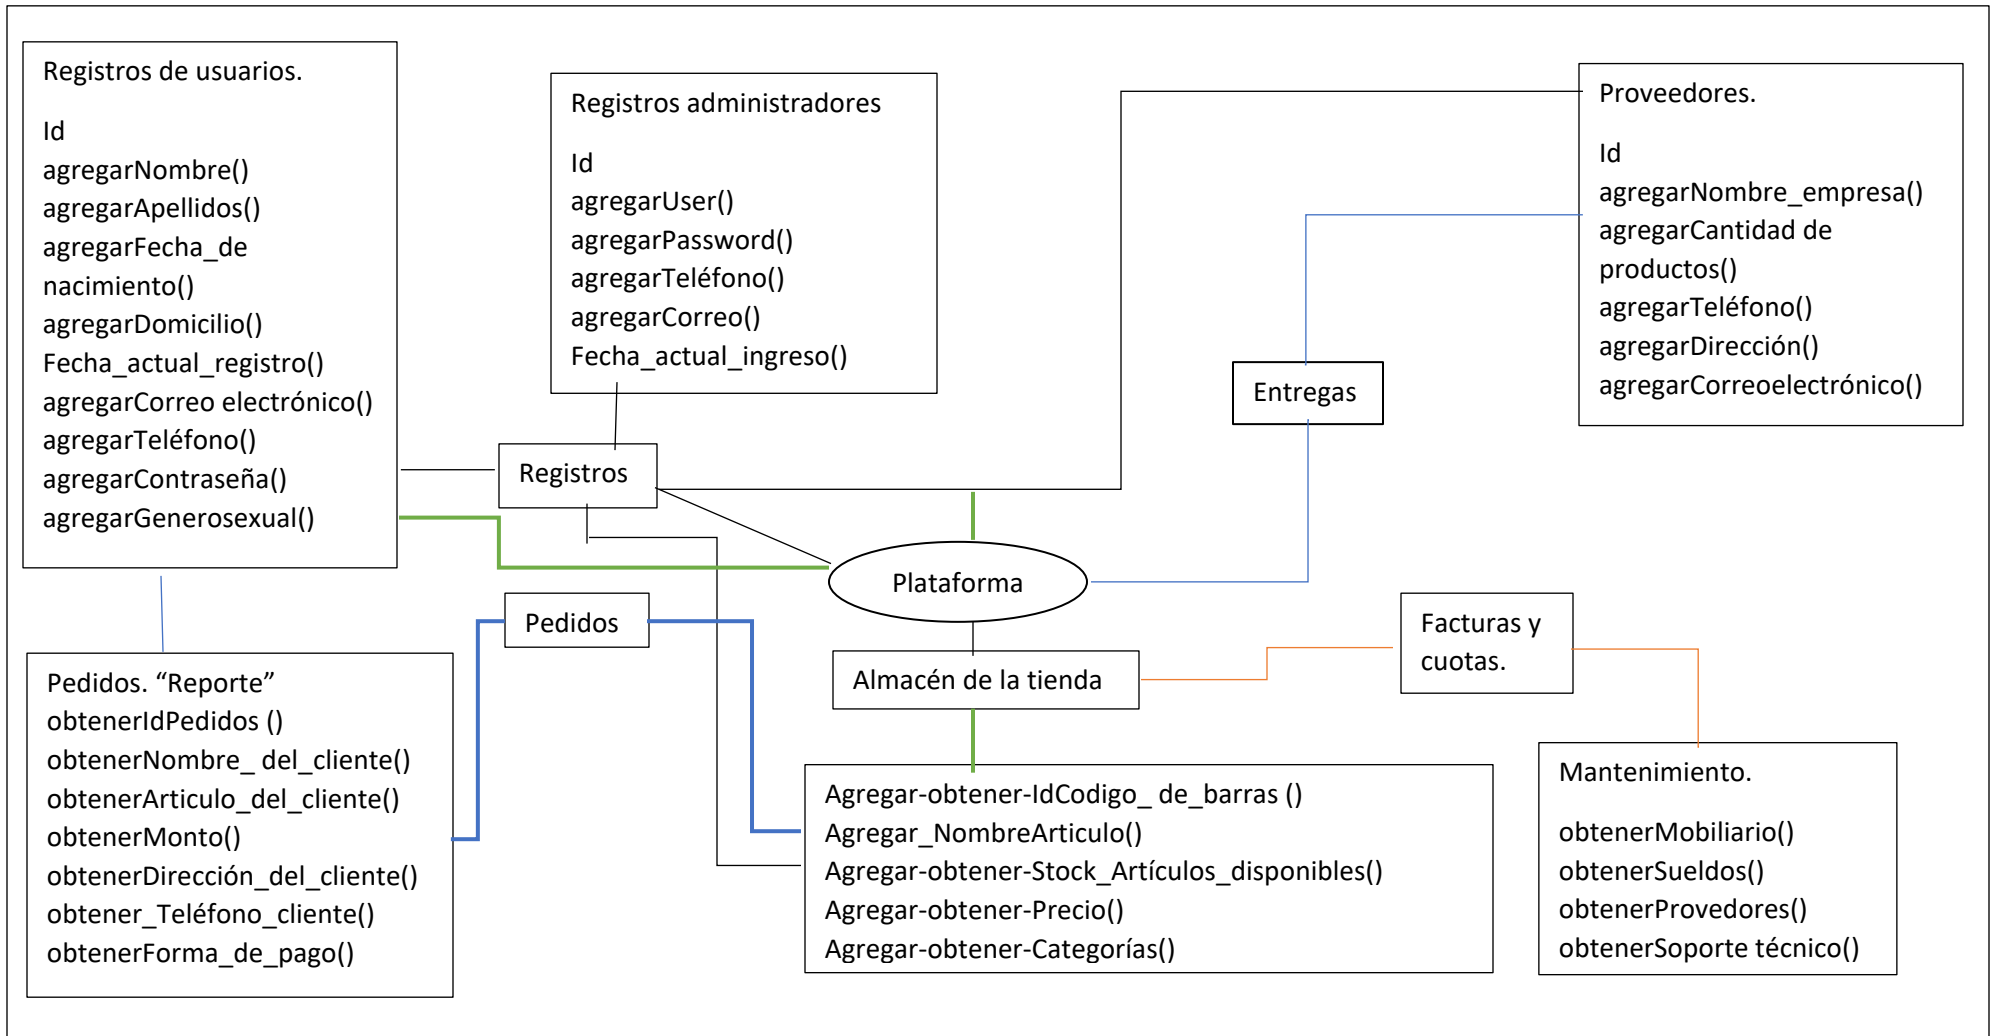 Registros de usuarios.
Id
agregarNombre()
agregarApellidos()
agregarFecha_de
nacimiento()
agregarDomicilio()
Fecha_actual_registro()
agregarCorreo electrónico()
agregarTeléfono()
agregarContraseña()
agregarGenerosexual()
Registros administradores
Id
agregarUser()
agregarPassword()
agregarTeléfono()
agregarCorreo()
Fecha_actual_ingreso()
Proveedores.
Id
agregarNombre_empresa()
agregarCantidad de
productos()
agregarTeléfono()
agregarDirección()
agregarCorreoelectrónico()
Entregas
Registros
Plataforma
Pedidos
Facturas y
cuotas.
Almacén de la tienda
Pedidos. “Reporte”
obtenerIdPedidos ()
obtenerNombre_ del_cliente()
obtenerArticulo_del_cliente()
obtenerMonto()
obtenerDirección_del_cliente()
obtener_Teléfono_cliente()
obtenerForma_de_pago()
Agregar-obtener-IdCodigo_ de_barras ()
Agregar_NombreArticulo()
Agregar-obtener-Stock_Artículos_disponibles()
Agregar-obtener-Precio()
Agregar-obtener-Categorías()
Mantenimiento.
obtenerMobiliario()
obtenerSueldos()
obtenerProvedores()
obtenerSoporte técnico()